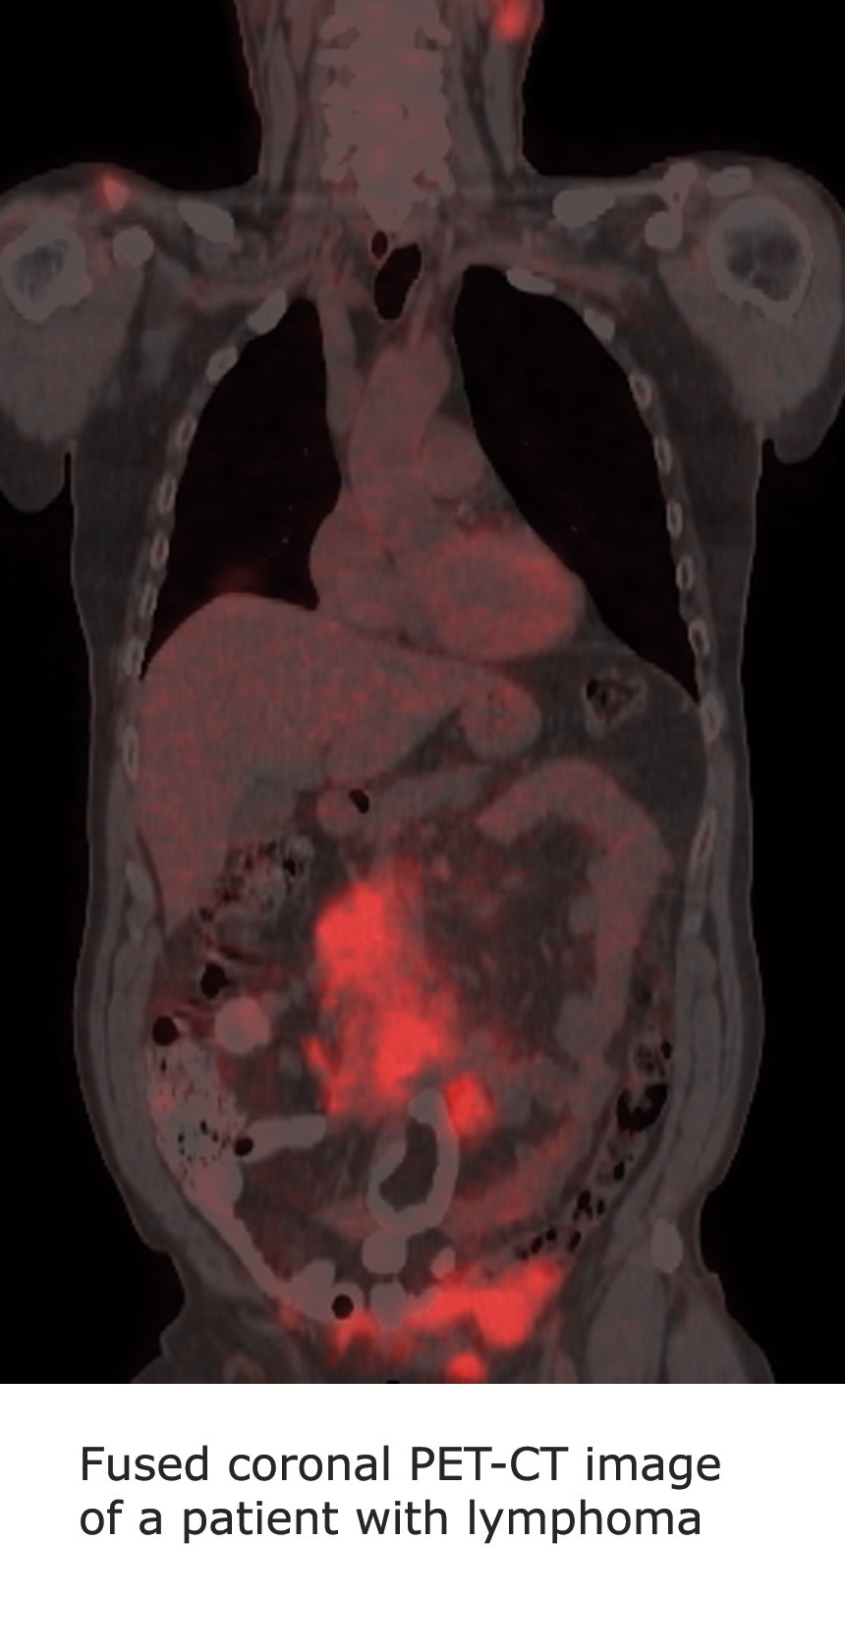 Fused coronal PET-CT image
of a patient with lymphoma